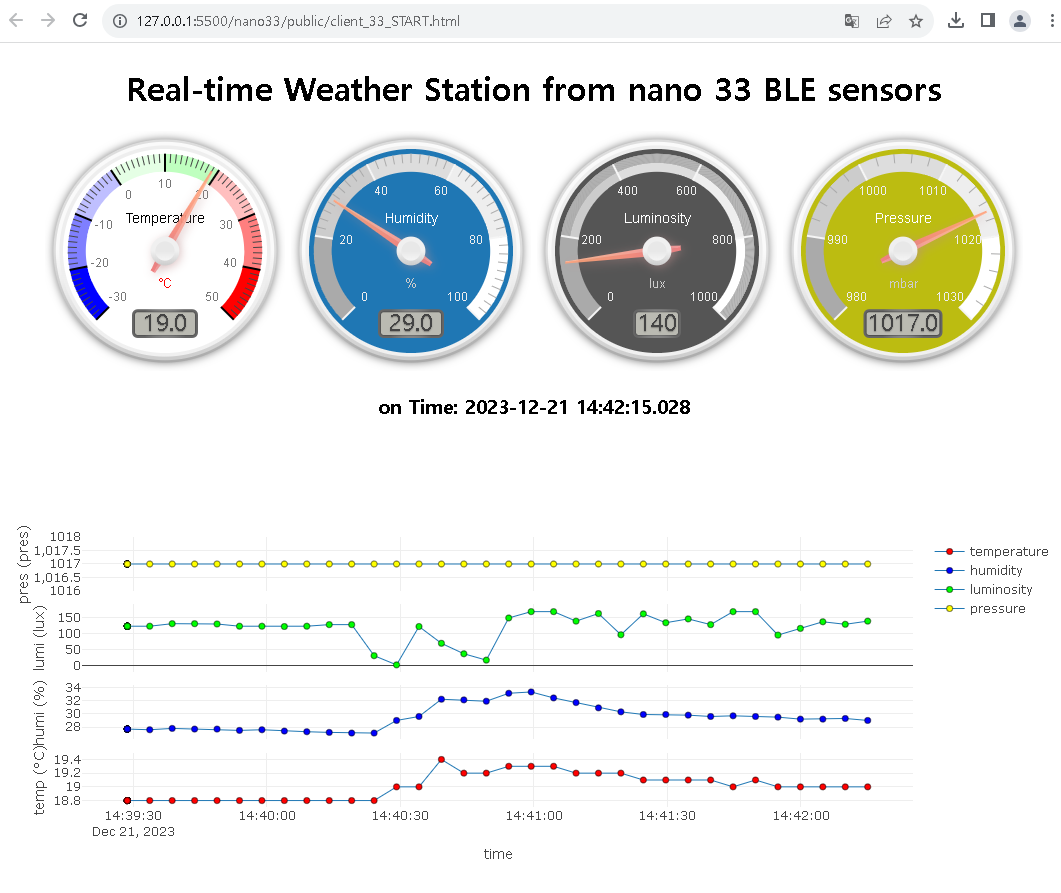 127.0.0.1:5500/nano33/public/client_33_START.html
Real-time Weather Station from nano 33 BLE sensors
-30 -20 -10 0 10 20 30 40 50
Temperature
°C
19.0
0 20 40 60 80 100
Humidity
%
29.0
0 200 400 600 800 1000
Luminosity
lux
140
980 990 1000 1010 1020 1030
Pressure
mbar
1017.0
on Time: 2023-12-21 14:42:15.028
pres (pres)
1018
1,017.5
1017
1,016.5
1016
lumi (lux)
150
100
50
0
humi (%)
34
32
30
28
temp (°C)
19.4
19.2
19
18.8
14:39:30 14:40:00 14:40:30 14:41:00 14:41:30 14:42:00
Dec 21, 2023
time
temperature
humidity
luminosity
pressure